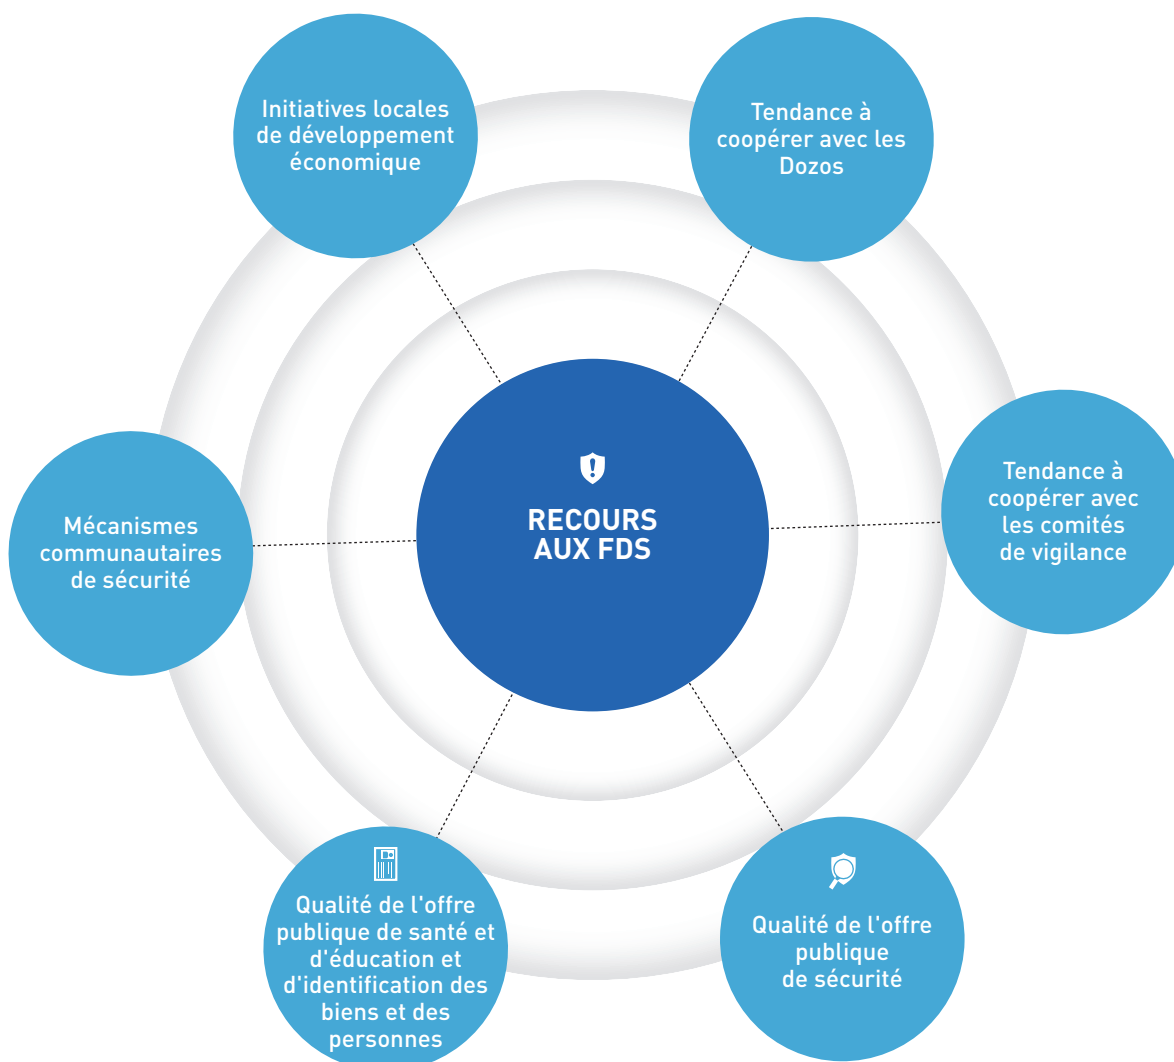 Initiatives locales
de développement
économique
Tendance à
coopérer avec les
Dozos
Mécanismes
communautaires
de sécurité
RECOURS
AUX FDS
Tendance à
coopérer avec
les comités
de vigilance
Qualité de l'offre
publique de santé et
d'éducation et
d'identification des
biens et des
personnes
Qualité de l'offre
publique
de sécurité